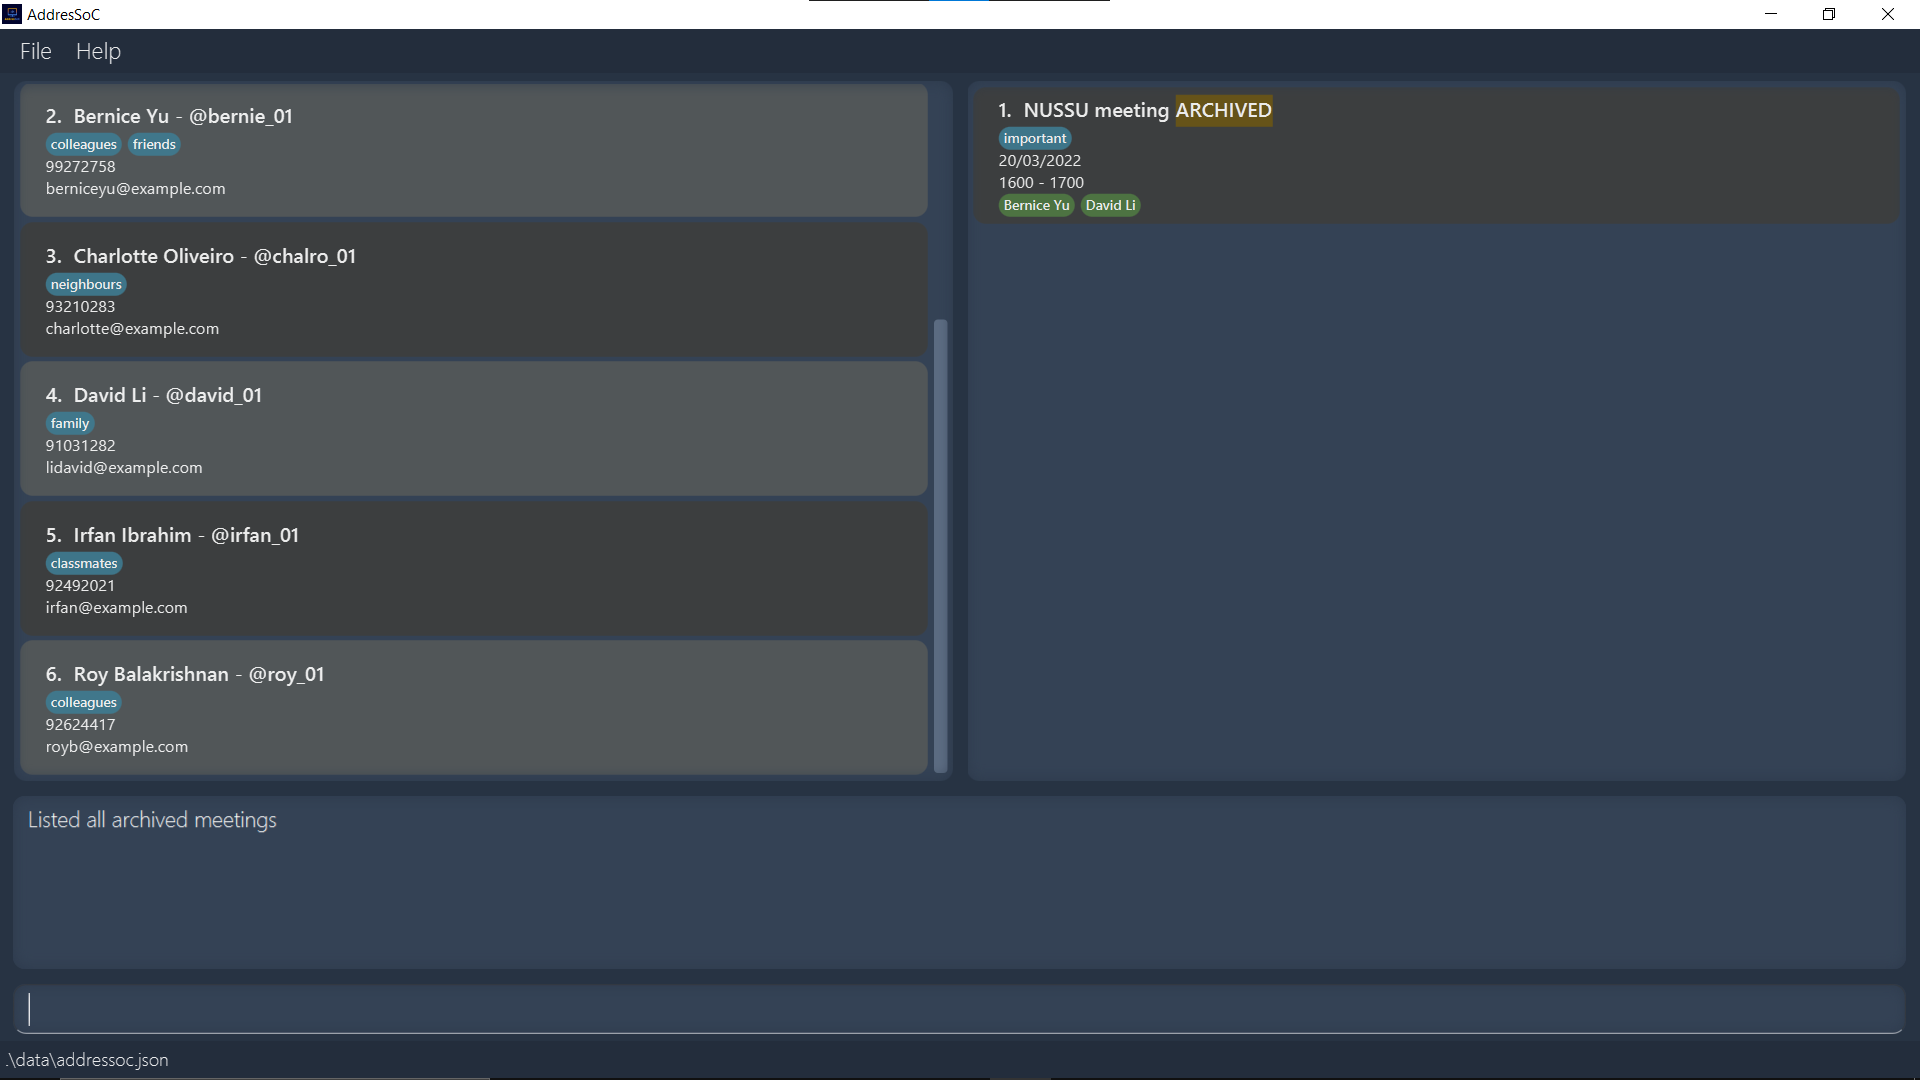 AddresSoC
File Help
2. Bernice Yu - @bernie_01
colleagues friends
99272758
berniceyu@example.com
3. Charlotte Oliveiro - @chalro_01
neighbours
93210283
charlotte@example.com
4. David Li - @david_01
family
91031282
lidavid@example.com
5. Irfan Ibrahim - @irfan_01
classmates
92492021
irfan@example.com
6. Roy Balakrishnan - @roy_01
colleagues
92624417
royb@example.com
1. NUSSU meeting ARCHIVED
important
20/03/2022
1600 - 1700
Bernice Yu David Li
Listed all archived meetings
.\data\addressoc.json